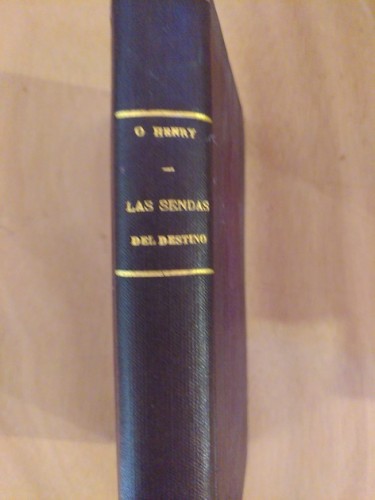 O HENRY
LAS SENDAS
DEL DESTINO